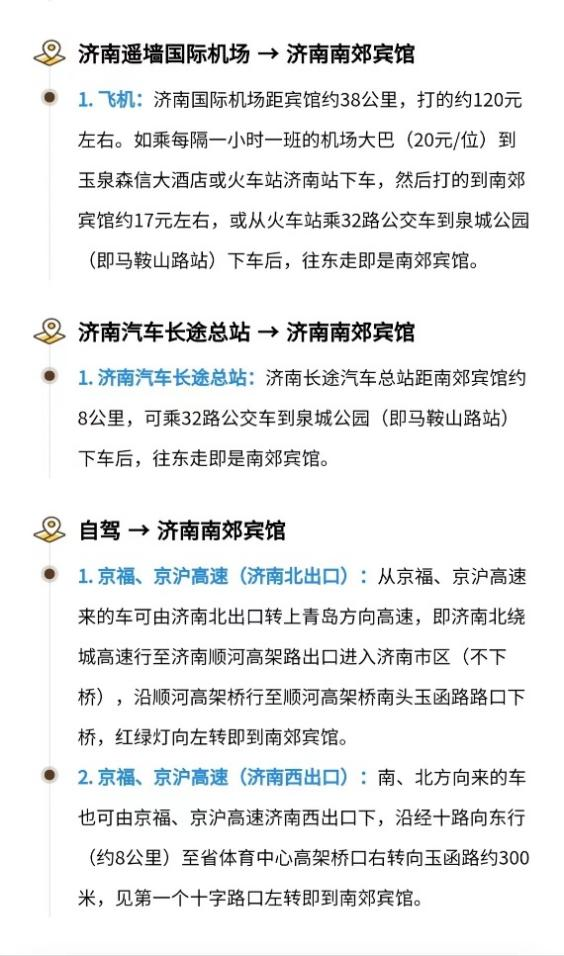 济南遥墙国际机场 → 济南南郊宾馆
1. 飞机：济南国际机场距宾馆约38公里，打的约120元
左右。如乘每隔一小时一班的机场大巴（20元/位）到
玉泉森信大酒店或火车站济南站下车，然后打的到南郊
宾馆约17元左右，或从火车站乘32路公交车到泉城公园
（即马鞍山路站）下车后，往东走即是南郊宾馆。
济南汽车长途总站 → 济南南郊宾馆
1. 济南汽车长途总站：济南长途汽车总站距南郊宾馆约
8公里，可乘32路公交车到泉城公园（即马鞍山路站）
下车后，往东走即是南郊宾馆。
自驾 → 济南南郊宾馆
1. 京福、京沪高速（济南北出口）：从京福、京沪高速
来的车可由济南北出口转上青岛方向高速，即济南北绕
城高速行至济南顺河高架路出口进入济南市区（不下
桥），沿顺河高架桥行至顺河高架桥南头玉函路路口下
桥，红绿灯向左转即到南郊宾馆。
2. 京福、京沪高速（济南西出口）：南、北方向来的车
也可由京福、京沪高速济南西出口下，沿经十路向东行
（约8公里）至省体育中心高架桥口右转向玉函路约300
米，见第一个十字路口左转即到南郊宾馆。